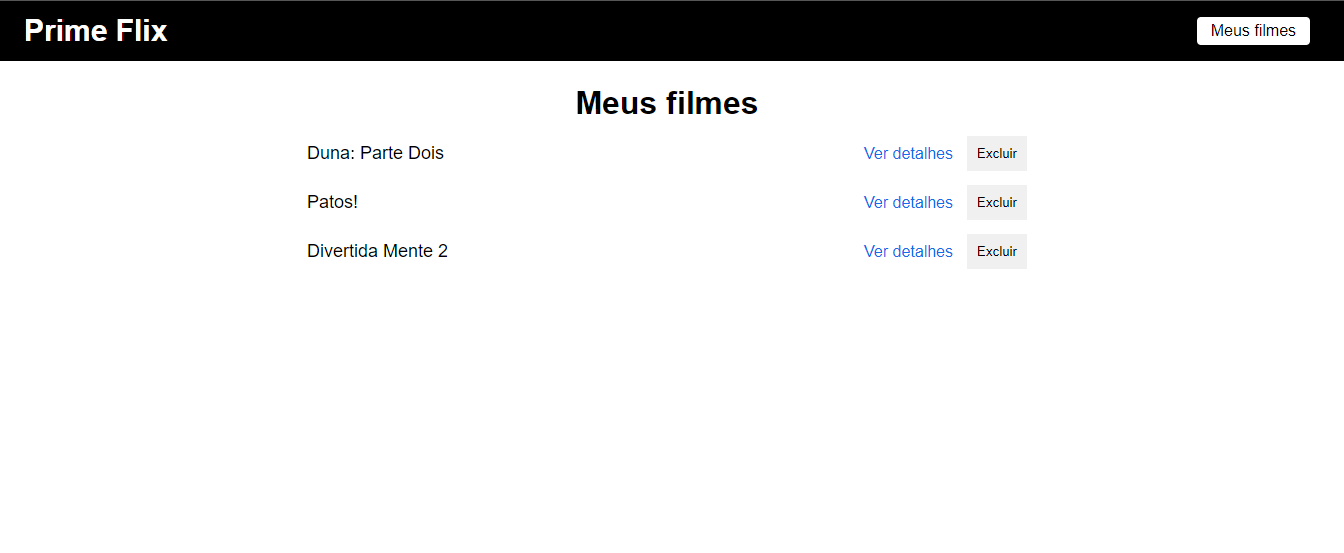 Prime Flix Meus filmes
Meus filmes
Duna: Parte Dois Ver detalhes Excluir
Patos! Ver detalhes Excluir
Divertida Mente 2 Ver detalhes Excluir